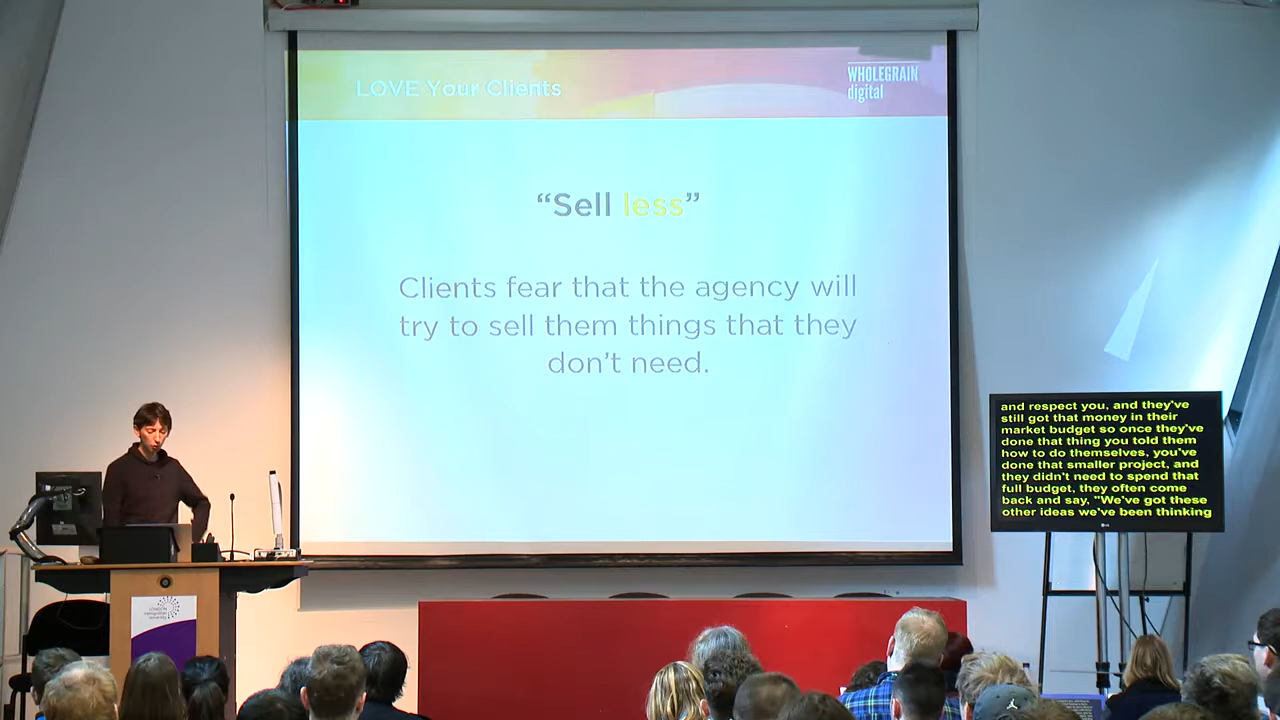 LOVE Your Clients
WHOLEGRAIN
digital
“Sell less”
Clients fear that the agency will
try to sell them things that they
don’t need.
and respect you, and they've
still got that money in their
market budget so once they've
done that thing you told them
how to do themselves, you've
done that smaller project, and
they didn't need to spend that
full budget, they often come
back and say, "We've got these
other ideas we've been thinking